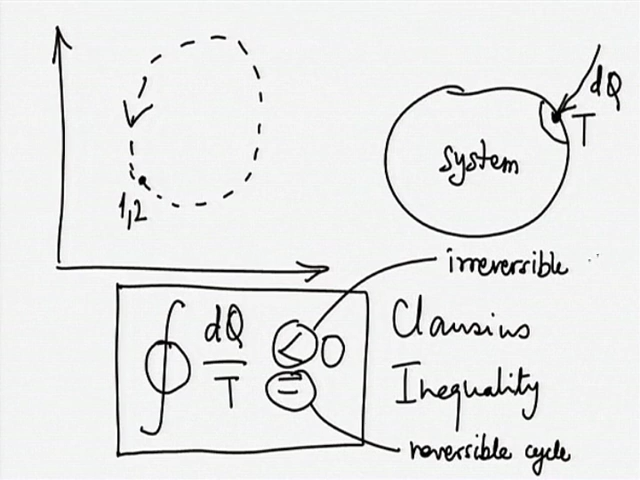 1,2
dQ
T
system
irreversible
∮ dQ/T < 0
=
Clausius
Inequality
reversible cycle